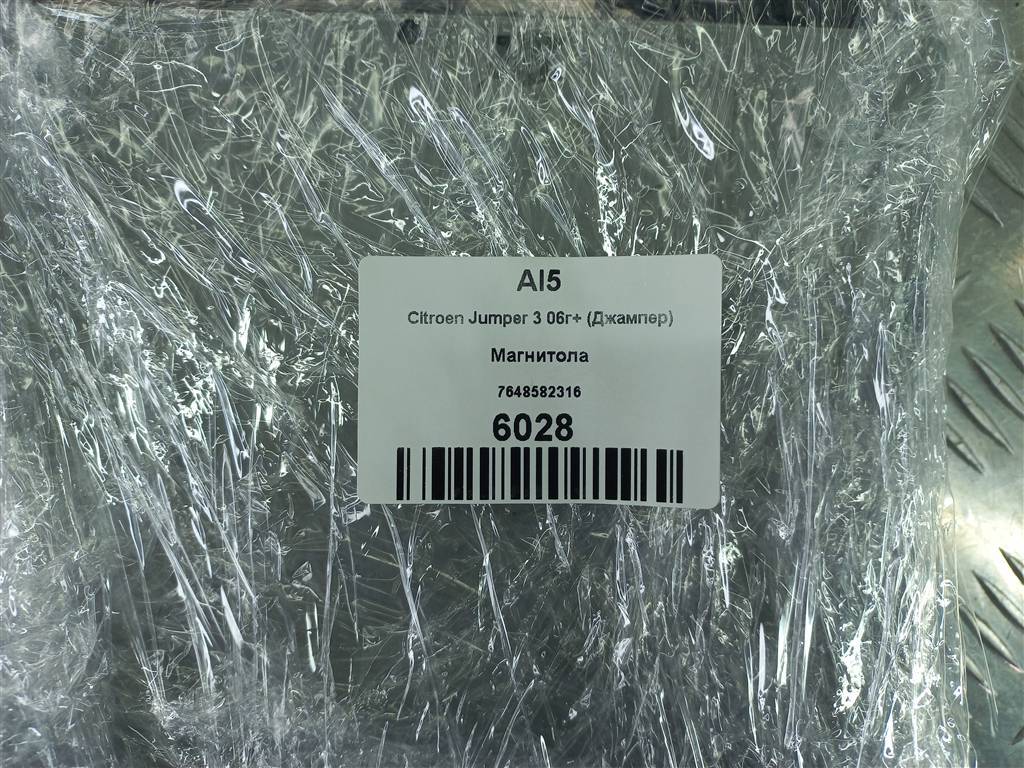 AI5
Citroen Jumper 3 06г+ (Джампер)
Магнитола
7648582316
6028